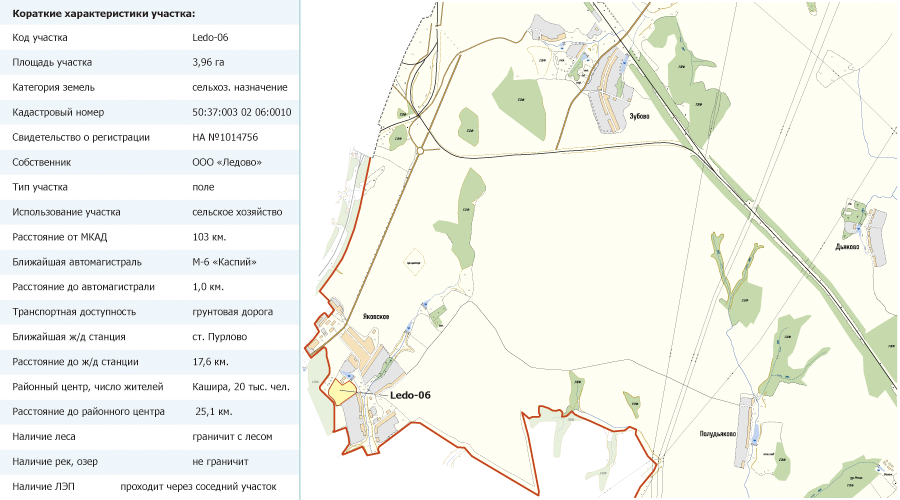 Короткие характеристики участка:
Код участка Ledo-06
Площадь участка 3,96 га
Категория земель сельхоз. назначение
Кадастровый номер 50:37:003 02 06:0010
Свидетельство о регистрации НА №1014756
Собственник ООО «Ледово»
Тип участка поле
Использование участка сельское хозяйство
Расстояние от МКАД 103 км.
Ближайшая автомагистраль М-6 «Каспий»
Расстояние до автомагистрали 1,0 км.
Транспортная доступность грунтовая дорога
Ближайшая ж/д станция ст. Пурлово
Расстояние до ж/д станции 17,6 км.
Районный центр, число жителей Кашира, 20 тыс. чел.
Расстояние до районного центра 25,1 км.
Наличие леса граничит с лесом
Наличие рек, озер не граничит
Наличие ЛЭП проходит через соседний участок
Зубово
Дьяково
Яковское
Ledo-06
Полудьяково